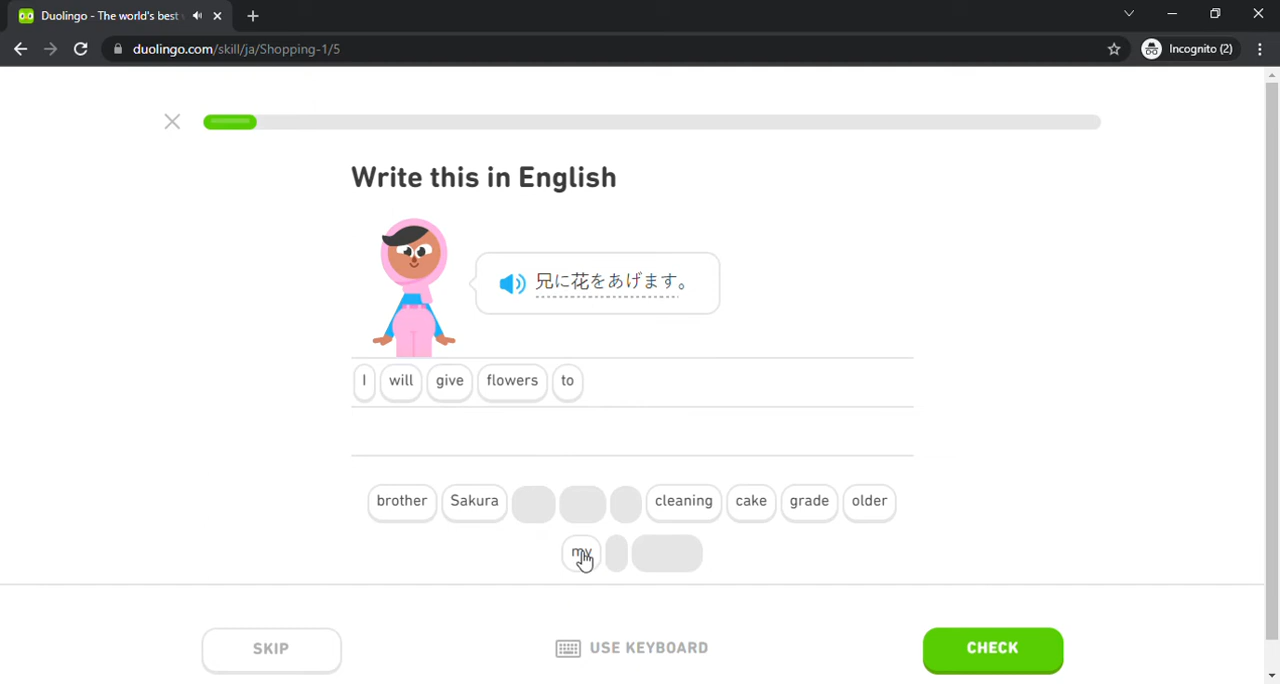 Duolingo - The world's best
duolingo.com/skill/ja/Shopping-1/5
Incognito (2)
Write this in English
兄に花をあげます。
I will give flowers to
brother Sakura cleaning cake grade older
my
SKIP
USE KEYBOARD
CHECK